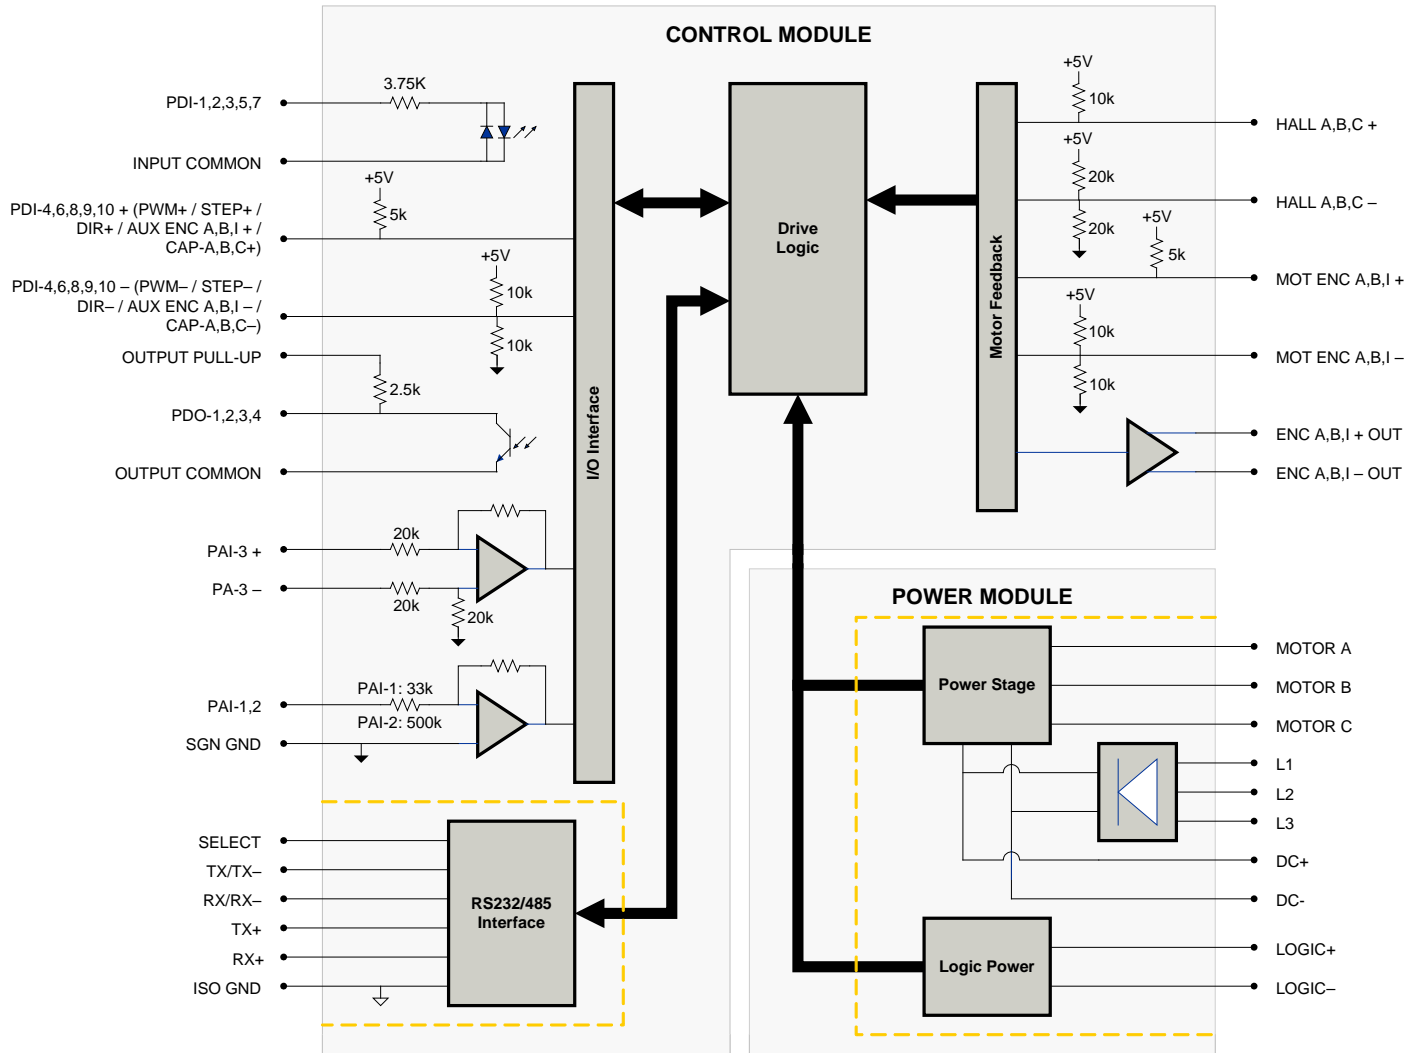 CONTROL MODULE
PDI-1,2,3,5,7
3.75K
INPUT COMMON
+5V
5k
PDI-4,6,8,9,10 + (PWM+ / STEP+ /
DIR+ / AUX ENC A,B,I + /
CAP-A,B,C+)
+5V
10k
10k
PDI-4,6,8,9,10 – (PWM– / STEP– /
DIR– / AUX ENC A,B,I – /
CAP-A,B,C–)
OUTPUT PULL-UP
2.5k
PDO-1,2,3,4
OUTPUT COMMON
PAI-3 +
20k
PA-3 –
20k
20k
PAI-1,2
PAI-1: 33k
PAI-2: 500k
SGN GND
I/O Interface
Drive
Logic
Motor Feedback
+5V
10k
HALL A,B,C +
+5V
20k
HALL A,B,C –
20k
+5V
5k
MOT ENC A,B,I +
+5V
10k
MOT ENC A,B,I –
10k
ENC A,B,I + OUT
ENC A,B,I – OUT
SELECT
TX/TX–
RX/RX–
TX+
RX+
ISO GND
RS232/485
Interface
POWER MODULE
Power Stage
MOTOR A
MOTOR B
MOTOR C
L1
L2
L3
DC+
DC-
Logic Power
LOGIC+
LOGIC–